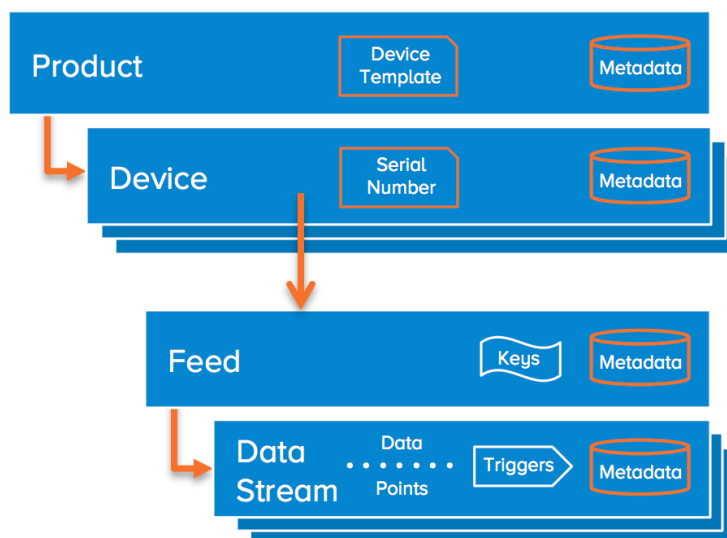 Product
Device
Template
Metadata
Device
Serial
Number
Metadata
Feed
Keys
Metadata
Data
Stream
Data
Points
Triggers
Metadata